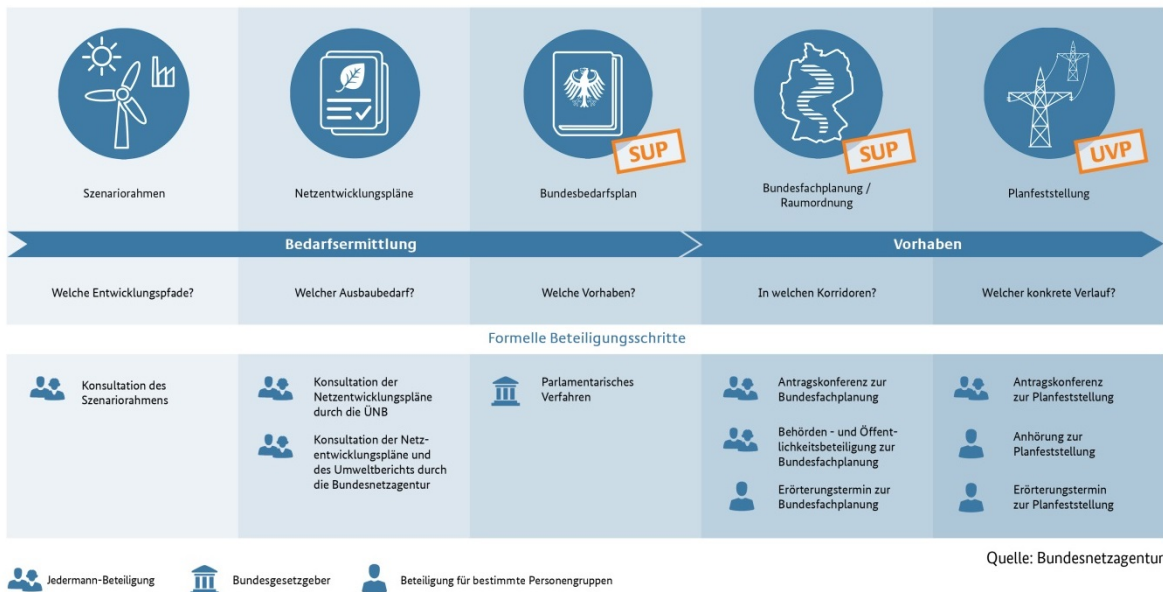 SUP
SUP
UVP
Szenariorahmen
Netzentwicklungspläne
Bundesbedarfsplan
Bundesfachplanung /
Raumordnung
Planfeststellung
Bedarfsermittlung
Vorhaben
Welche Entwicklungspfade?
Welcher Ausbaubedarf?
Welche Vorhaben?
In welchen Korridoren?
Welcher konkrete Verlauf?
Formelle Beteiligungsschritte
Konsultation des
Szenariorahmens
Konsultation der
Netzentwicklungspläne
durch die ÜNB
Konsultation der Netz-
entwicklungspläne und
des Umweltberichts durch
die Bundesnetzagentur
Parlamentarisches
Verfahren
Antragskonferenz zur
Bundesfachplanung
Behörden - und Öffent-
lichkeitsbeteiligung zur
Bundesfachplanung
Erörterungstermin zur
Bundesfachplanung
Antragskonferenz
zur Planfeststellung
Anhörung zur
Planfeststellung
Erörterungstermin
zur Planfeststellung
Quelle: Bundesnetzagentur
Jedermann-Beteiligung
Bundesgesetzgeber
Beteiligung für bestimmte Personengruppen